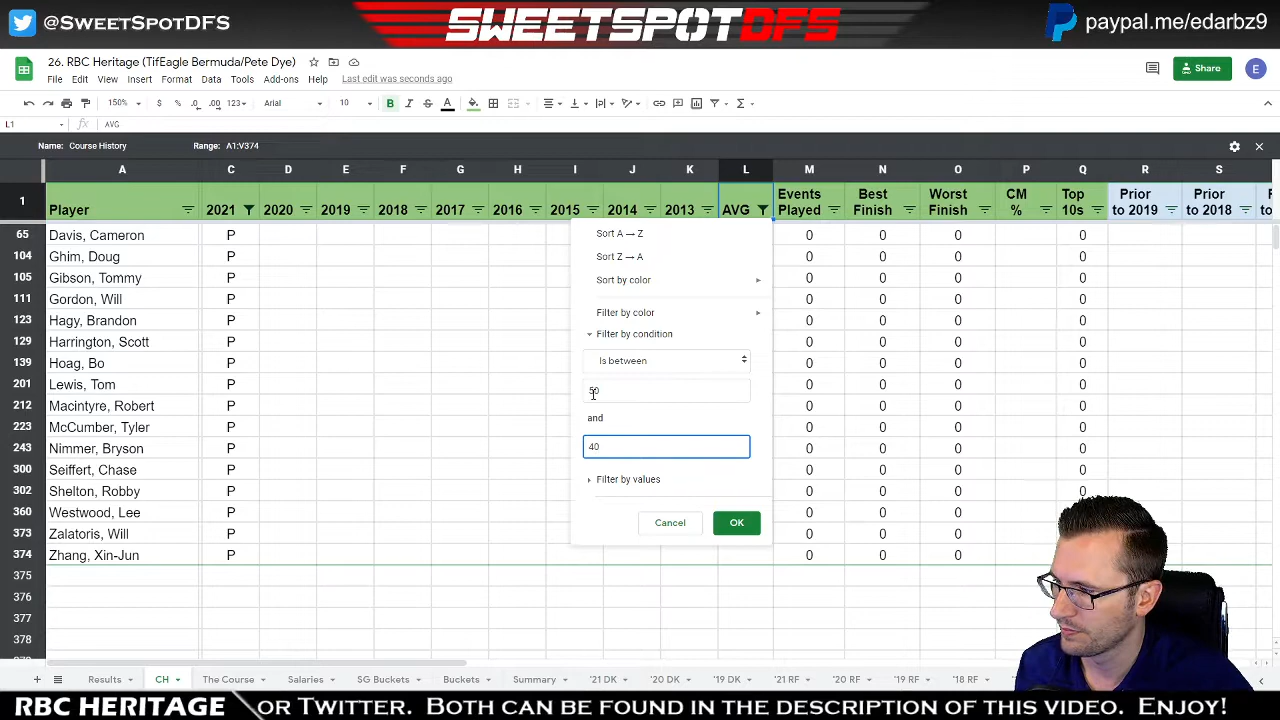 @SweetSpotDFS
SWEETSPOTDFS
paypal.me/edarbz9
26. RBC Heritage (TifEagle Bermuda/Pete Dye)
File Edit View Insert Format Data Tools Add-ons Help Last edit was seconds ago
Share
E
150% $ % .0 .00 123 Arial 10 B I S A
L1 fx AVG
Name: Course History Range: A1:V374
A C D E F G H I J K L M N O P Q R S
1 Player 2021 2020 2019 2018 2017 2016 2015 2014 2013 AVG Events Played Best Finish Worst Finish CM % Top 10s Prior to 2019 Prior to 2018
65 Davis, Cameron P 0 0 0 0
104 Ghim, Doug P 0 0 0 0
105 Gibson, Tommy P 0 0 0 0
111 Gordon, Will P 0 0 0 0
123 Hagy, Brandon P 0 0 0 0
129 Harraig, Scott P 0 0 0 0
139 Hoag, Bo P 0 0 0 0
201 Lewis, Tom P 0 0 0 0
212 Macintyre, Robert P 0 0 0 0
223 McCumber, Tyler P 0 0 0 0
243 Nimmer, Bryson P 0 0 0 0
300 Seiffert, Chase P 0 0 0 0
302 Shelton, Robby P 0 0 0 0
360 Westwood, Lee P 0 0 0
373 Zalatoris, Will P 0 0 0
374 Zhang, Xin-Jun P 0 0 0
375
376
377
378
Sort A → Z
Sort Z → A
Sort by color
Filter by color
Filter by condition
Is between
50
and
40
Filter by values
Cancel OK
Results CH The Course Salaries SG Buckets Buckets Summary '21 DK '20 DK '19 DK '21 RF '20 RF '19 RF '18 RF
RBC HERITAGE OR TWITTER. BOTH CAN BE FOUND IN THE DESCRIPTION OF THIS VIDEO. ENJOY!